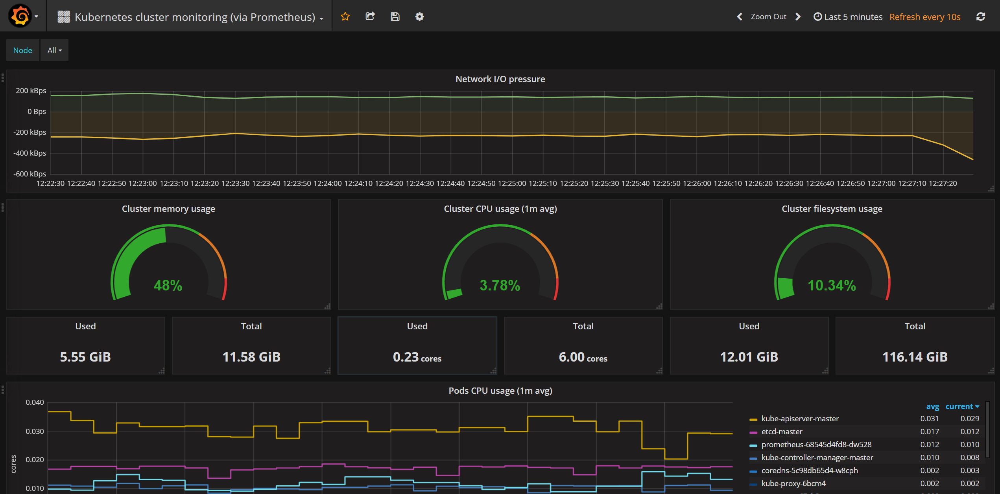 Kubernetes cluster monitoring (via Prometheus)
Zoom Out
Last 5 minutes Refresh every 10s
Node All
Network I/O pressure
200 kBps
0 Bps
-200 kBps
-400 kBps
-600 kBps
12:22:30 12:22:40 12:22:50 12:23:00 12:23:10 12:23:20 12:23:30 12:23:40 12:23:50 12:24:00 12:24:10 12:24:20 12:24:30 12:24:40 12:24:50 12:25:00 12:25:10 12:25:20 12:25:30 12:25:40 12:25:50 12:26:00 12:26:10 12:26:20 12:26:30 12:26:40 12:26:50 12:27:00 12:27:10 12:27:20
Cluster memory usage
48%
Cluster CPU usage (1m avg)
3.78%
Cluster filesystem usage
10.34%
Used
5.55 GiB
Total
11.58 GiB
Used
0.23 cores
Total
6.00 cores
Used
12.01 GiB
Total
116.14 GiB
Pods CPU usage (1m avg)
cores
0.040
0.030
0.020
0.010
avg current
kube-apiserver-master 0.031 0.029
etcd-master 0.017 0.012
prometheus-68545d4fd8-dw528 0.012 0.010
kube-controller-manager-master 0.010 0.008
coredns-5c98db65d4-w8cph 0.002 0.003
kube-proxy-6bcm4 0.002 0.002